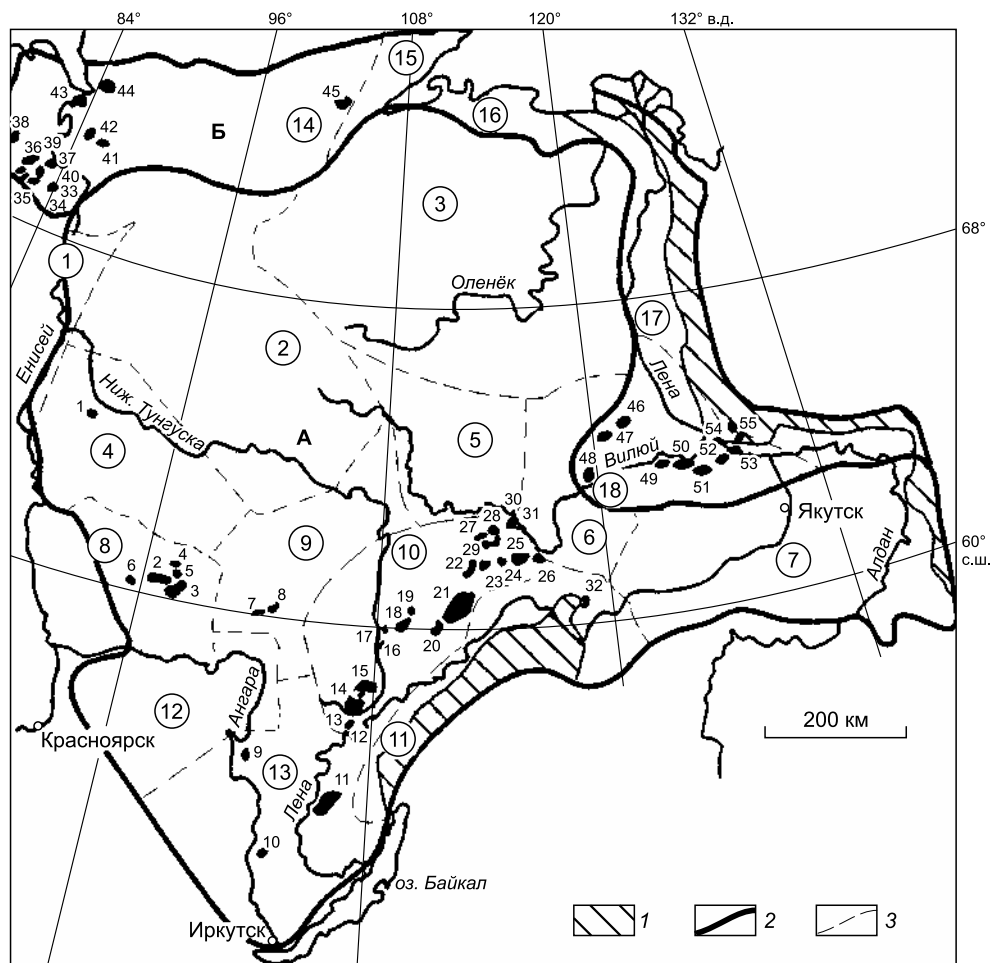 84° 96° 108° 120° 132° в.д.
15
43 44 45
16
38 Б 14
42
36 39 37 41
40
35 33
34
3
68°
1
Оленёк
17
2
Енисей
Лена
Ниж. Тунгуска
1 А 46
4 5 47 54 55
Вилюй 50 52
48 49 53
51
18
30
28 31
27
Якутск
8 9 10 29 25 6
4 60°
с.ш.
6 2 5 22 7
3 23 24 26
Алдан
21 32
7 8 19
18
17 20
16
15
14
12 Ангара 13 11
200 км
Красноярск 12
9 13
11
Лена
10
оз. Байкал
Иркутск
1 2 3